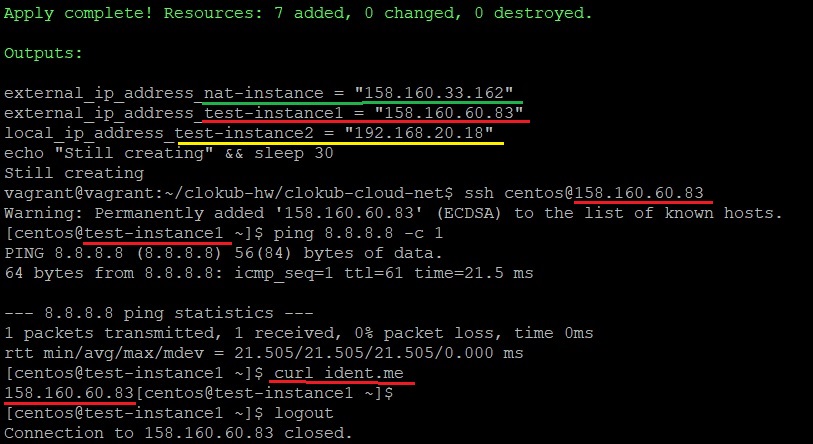 Apply complete! Resources: 7 added, 0 changed, 0 destroyed.
Outputs:
external_ip_address_nat-instance = "158.160.33.162"
external_ip_address_test-instance1 = "158.160.60.83"
local_ip_address_test-instance2 = "192.168.20.18"
echo "Still creating" && sleep 30
Still creating
vagrant@vagrant:~/clokub-hw/clokub-cloud-net$ ssh centos@158.160.60.83
Warning: Permanently added '158.160.60.83' (ECDSA) to the list of known hosts.
[centos@test-instance1 ~]$ ping 8.8.8.8 -c 1
PING 8.8.8.8 (8.8.8.8) 56(84) bytes of data.
64 bytes from 8.8.8.8: icmp_seq=1 ttl=61 time=21.5 ms
--- 8.8.8.8 ping statistics ---
1 packets transmitted, 1 received, 0% packet loss, time 0ms
rtt min/avg/max/mdev = 21.505/21.505/21.505/0.000 ms
[centos@test-instance1 ~]$ curl ident.me
158.160.60.83[centos@test-instance1 ~]$
[centos@test-instance1 ~]$ logout
Connection to 158.160.60.83 closed.